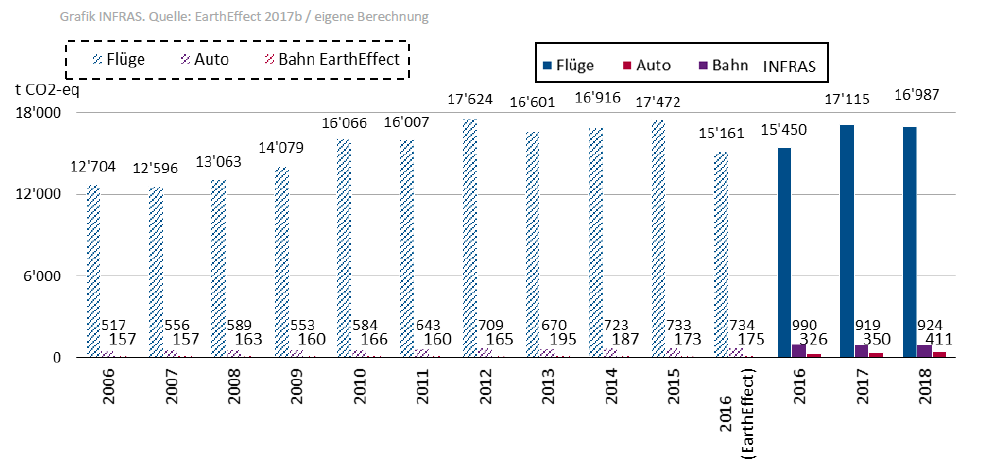 Grafik INFRAS. Quelle: EarthEffect 2017b / eigene Berechnung
Flüge Auto Bahn EarthEffect
Flüge Auto Bahn INFRAS
t CO2-eq
18'000
12'000
6'000
0
12'704 12'596 13'063 14'079 16'066 16'007 17'624 16'601 16'916 17'472 15'161 15'450 17'115 16'987
517 556 589 553 584 643 709 670 723 733 734 990 919 924
157 157 163 160 166 160 165 195 187 173 175 326 350 411
2006 2007 2008 2009 2010 2011 2012 2013 2014 2015 2016 (EarthEffect) 2016 2017 2018